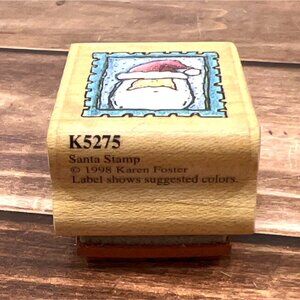 K5275
Santa Stamp
© 1998 Karen Foster
Label shows suggested colors.